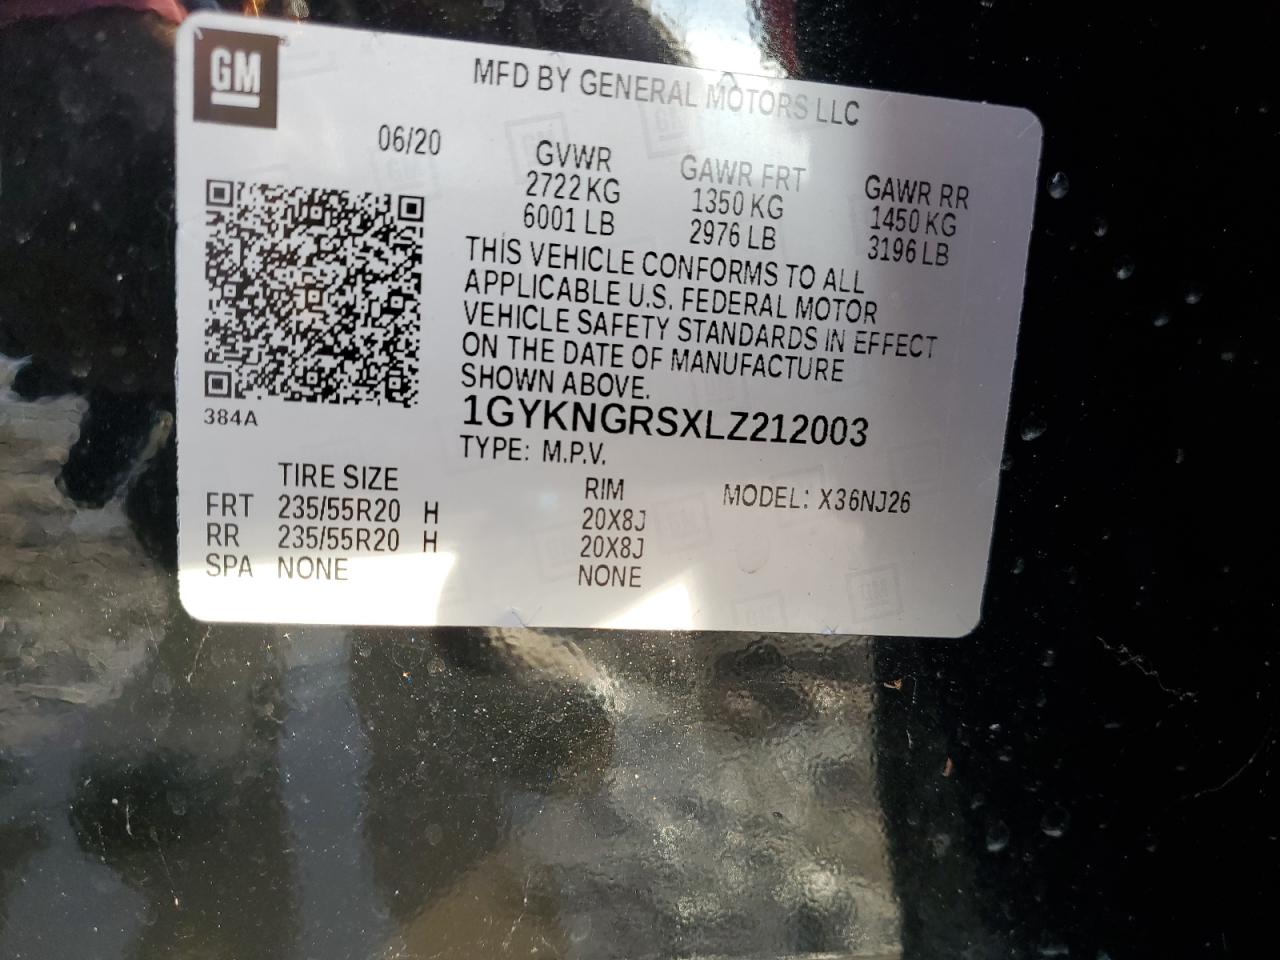 GM
MFD BY GENERAL MOTORS LLC
06/20
GVWR GAWR FRT GAWR RR
2722 KG 1350 KG 1450 KG
6001 LB 2976 LB 3196 LB
THIS VEHICLE CONFORMS TO ALL
APPLICABLE U.S. FEDERAL MOTOR
VEHICLE SAFETY STANDARDS IN EFFECT
ON THE DATE OF MANUFACTURE
SHOWN ABOVE.
384A
1GYKNGRSXLZ212003
TYPE: M.P.V.
TIRE SIZE RIM MODEL: X36NJ26
FRT 235/55R20 H 20X8J
RR 235/55R20 H 20X8J
SPA NONE NONE